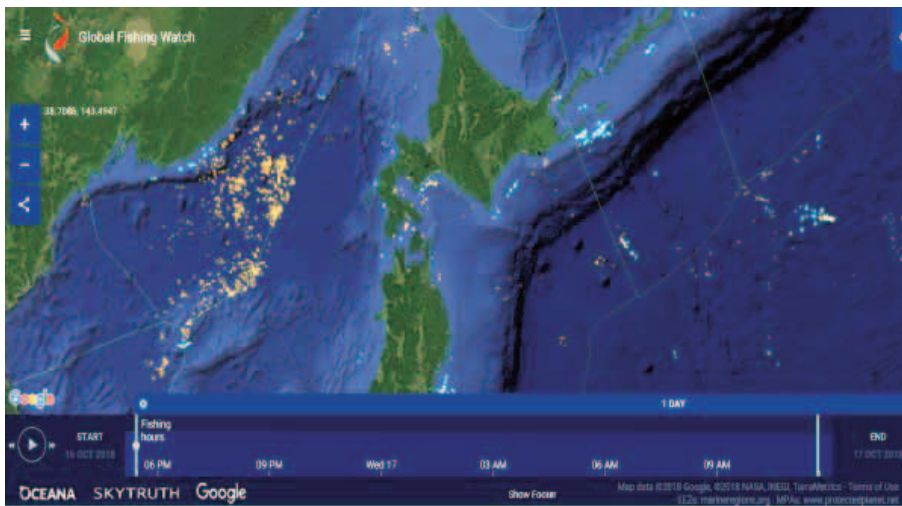 Global Fishing Watch
38.7086, 143.4947
+
−
Google
1 DAY
Fishing
hours
START
16 OCT 2018
06 PM
09 PM
Wed 17
03 AM
06 AM
09 AM
END
17 OCT 2018
OCEANA
SKYTRUTH
Google
Show Footer
Map data ©2018 Google, ©2018 NASA, INEGI, TerraMetrics - Terms of Use
EEZs: marineregions.org - MPAs: www.protectedplanet.net